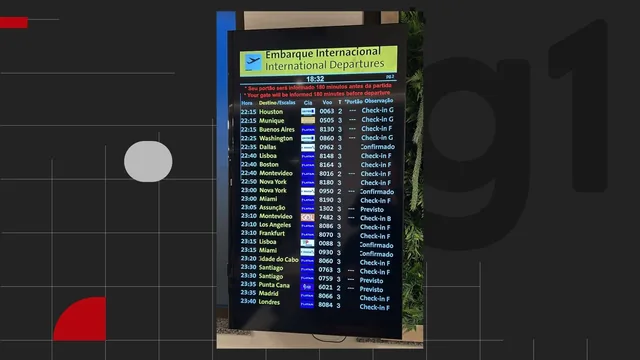 Embarque Internacional
International Departures
18:32
* Seu portão será informado 180 minutos antes da partida
* Your gate will be informed 180 minutes before departure
Hora Destino/Escalas Cia Voo T *Portão Observação
22:15 Houston 0063 2 --- Check-in G
22:15 Munique 0505 3 --- Check-in G
22:15 Buenos Aires 8130 3 --- Check-in F
22:25 Washington 0860 3 --- Check-in G
22:35 Dallas 0962 3 Confirmado
22:40 Lisboa 8148 3 Check-in F
22:40 Boston 8164 3 Check-in F
22:40 Montevideo 8016 2 --- Check-in F
22:50 Nova York 8180 3 Check-in F
23:00 Nova York 0950 2 --- Confirmado
23:00 Miami 8190 3 Check-in F
23:05 Assunção 1302 3 --- Previsto
23:10 Montevideo GOL 7482 3 --- Check-in B
23:10 Los Angeles 8086 3 Check-in F
23:10 Frankfurt 8070 3 Check-in F
23:15 Lisboa 0088 3 Confirmado
23:15 Miami 0930 3 Confirmado
23:20 idade do Cabo 8060 3 Check-in F
23:30 Santiago 0763 3 --- Check-in F
23:30 Santiago 0759 3 --- Previsto
23:35 Punta Cana 6021 2 --- Previsto
23:35 Madrid 8066 3 Check-in F
23:40 Londres 8084 3 Check-in F
g1